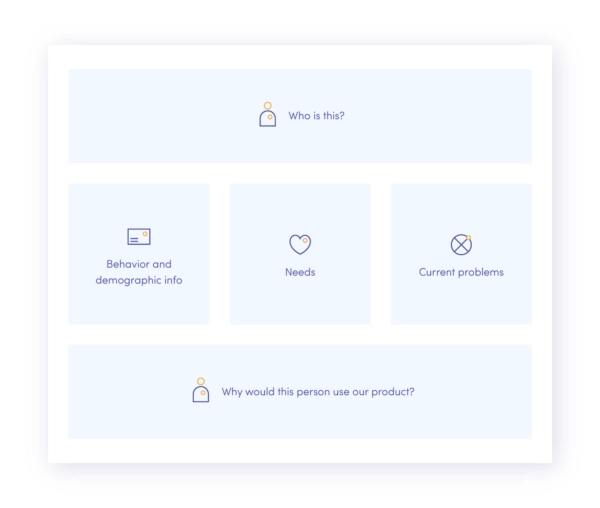 Who is this?
Behavior and
demographic info
Needs
Current problems
Why would this person use our product?